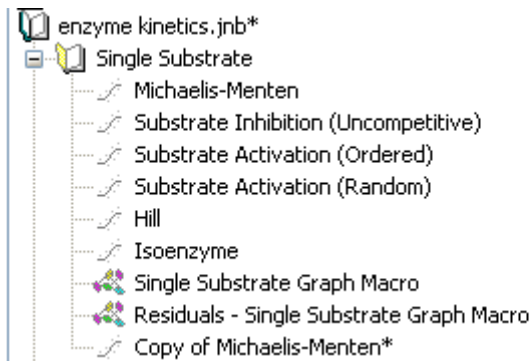 enzyme kinetics.jnb*
Single Substrate
Michaelis-Menten
Substrate Inhibition (Uncompetitive)
Substrate Activation (Ordered)
Substrate Activation (Random)
Hill
Isoenzyme
Single Substrate Graph Macro
Residuals - Single Substrate Graph Macro
Copy of Michaelis-Menten*